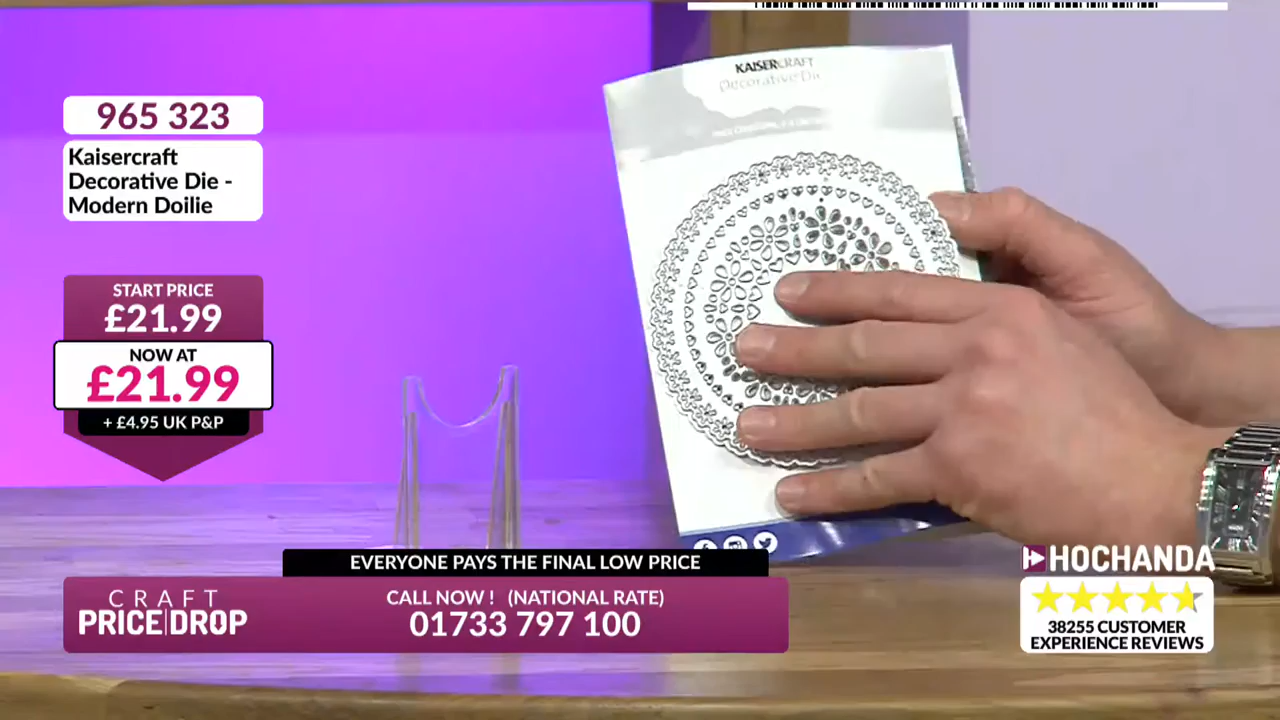 965 323
Kaisercraft
Decorative Die -
Modern Doilie
START PRICE
£21.99
NOW AT
£21.99
+ £4.95 UK P&P
KAISERCRAFT
Decorative Die
EVERYONE PAYS THE FINAL LOW PRICE
CRAFT
PRICE DROP
CALL NOW ! (NATIONAL RATE)
01733 797 100
HOCHANDA
38255 CUSTOMER
EXPERIENCE REVIEWS